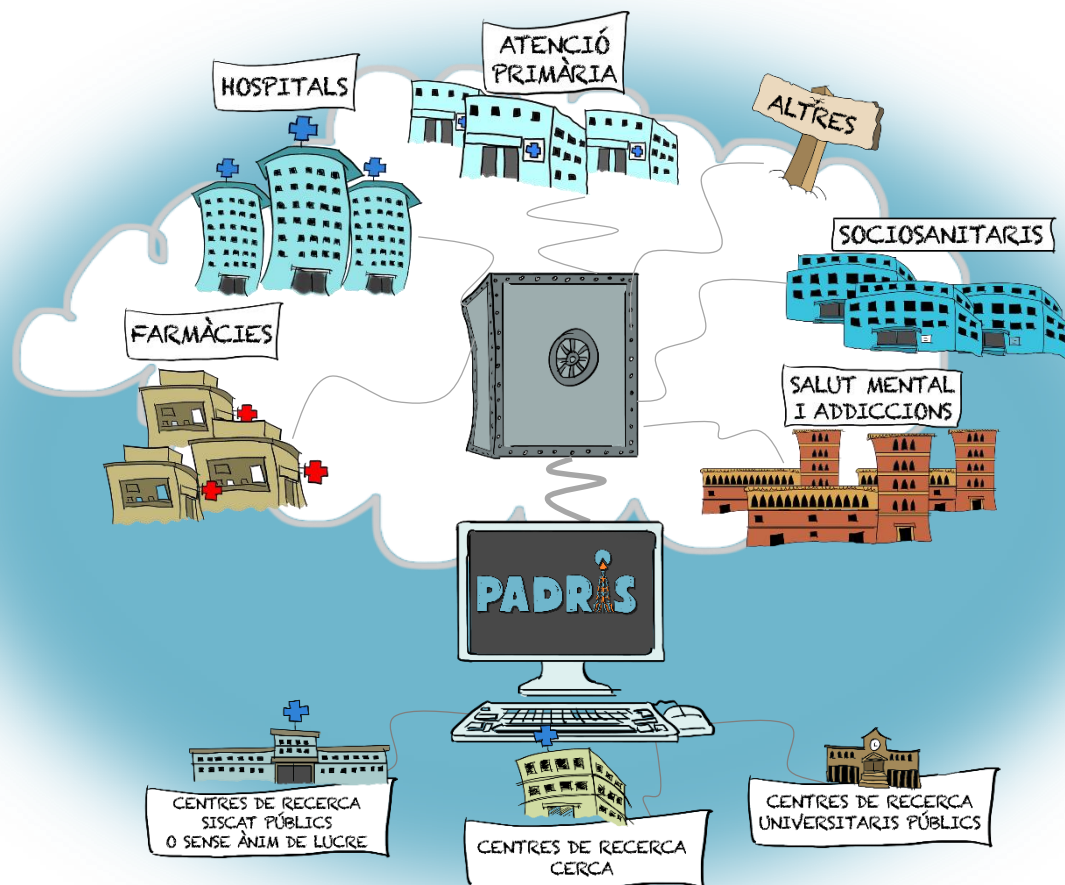 ATENCIÓ
PRIMÀRIA
HOSPITALS
ALTRES
SOCIOSANITARIS
FARMÀCIES
SALUT MENTAL
I ADDICCIONS
PADRIS
CENTRES DE RECERCA
SISCAT PÚBLICS
O SENSE ÀNIM DE LUCRE
CENTRES DE RECERCA
CERCA
CENTRES DE RECERCA
UNIVERSITARIS PÚBLICS